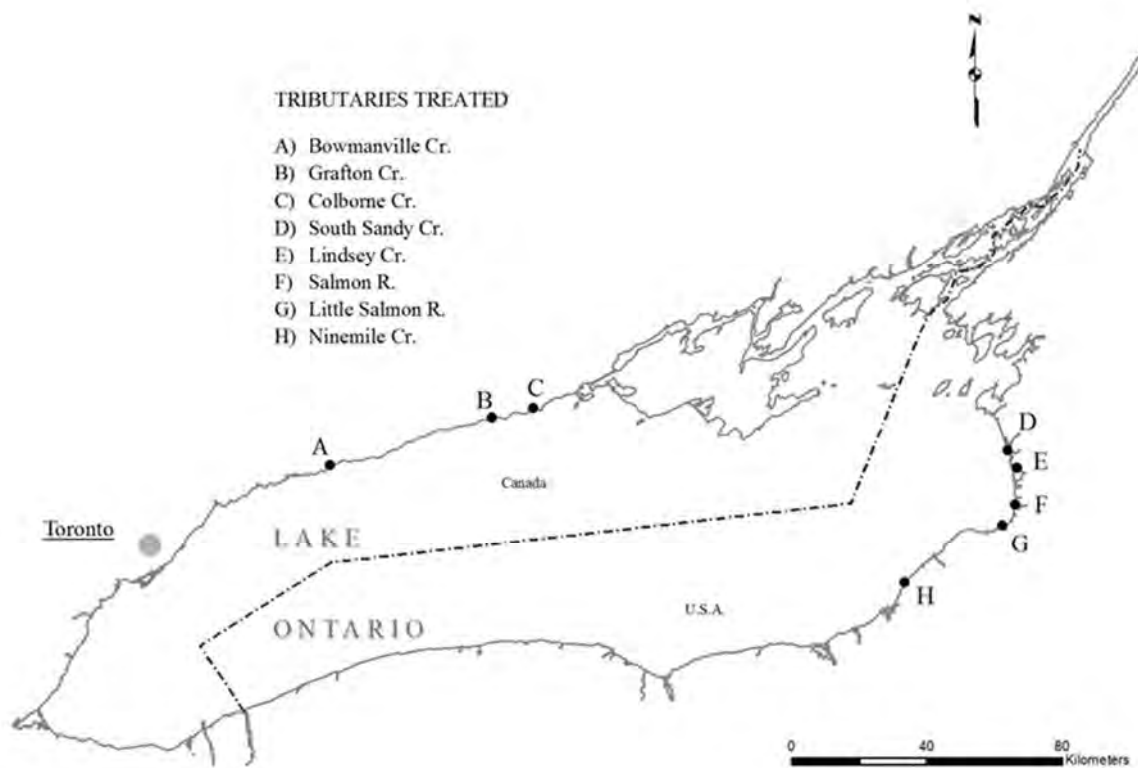 N
TRIBUTARIES TREATED
A) Bowmanville Cr.
B) Grafton Cr.
C) Colborne Cr.
D) South Sandy Cr.
E) Lindsey Cr.
F) Salmon R.
G) Little Salmon R.
H) Ninemile Cr.
B
C
A
D
E
Canada
F
Toronto
LAKE
G
H
U.S.A.
ONTARIO
0 40 80
Kilometers